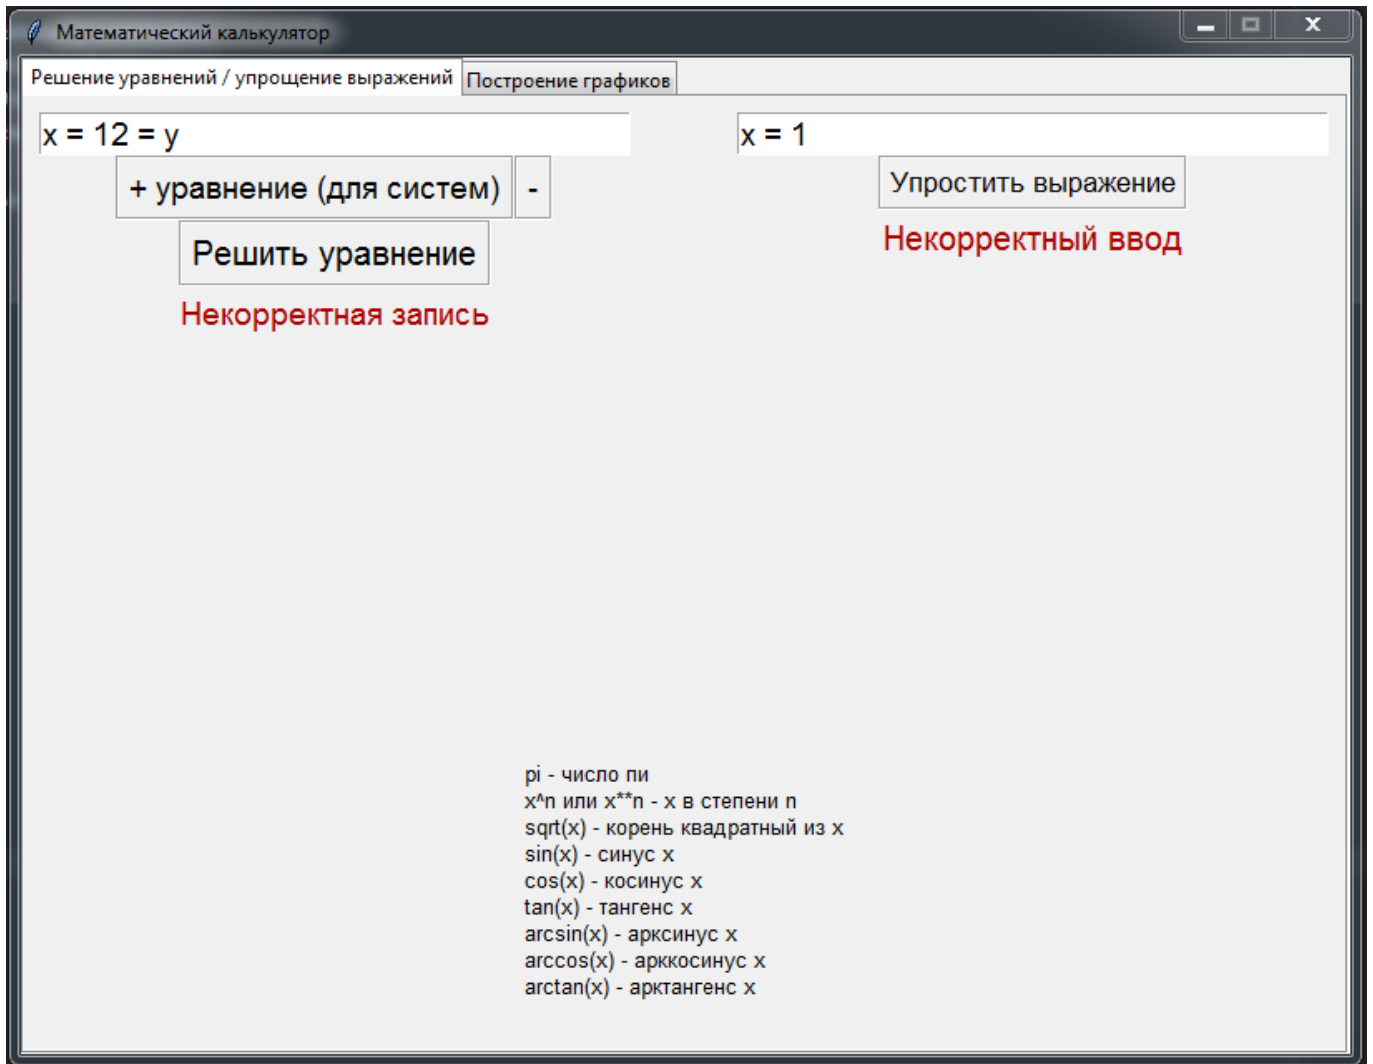 Математический калькулятор
Решение уравнений / упрощение выражений
Построение графиков
x = 12 = y
+ уравнение (для систем)
-
Решить уравнение
Некорректная запись
x = 1
Упростить выражение
Некорректный ввод
pi - число пи
x^n или x**n - x в степени n
sqrt(x) - корень квадратный из x
sin(x) - синус x
cos(x) - косинус x
tan(x) - тангенс x
arcsin(x) - арксинус x
arccos(x) - арккосинус x
arctan(x) - арктангенс x